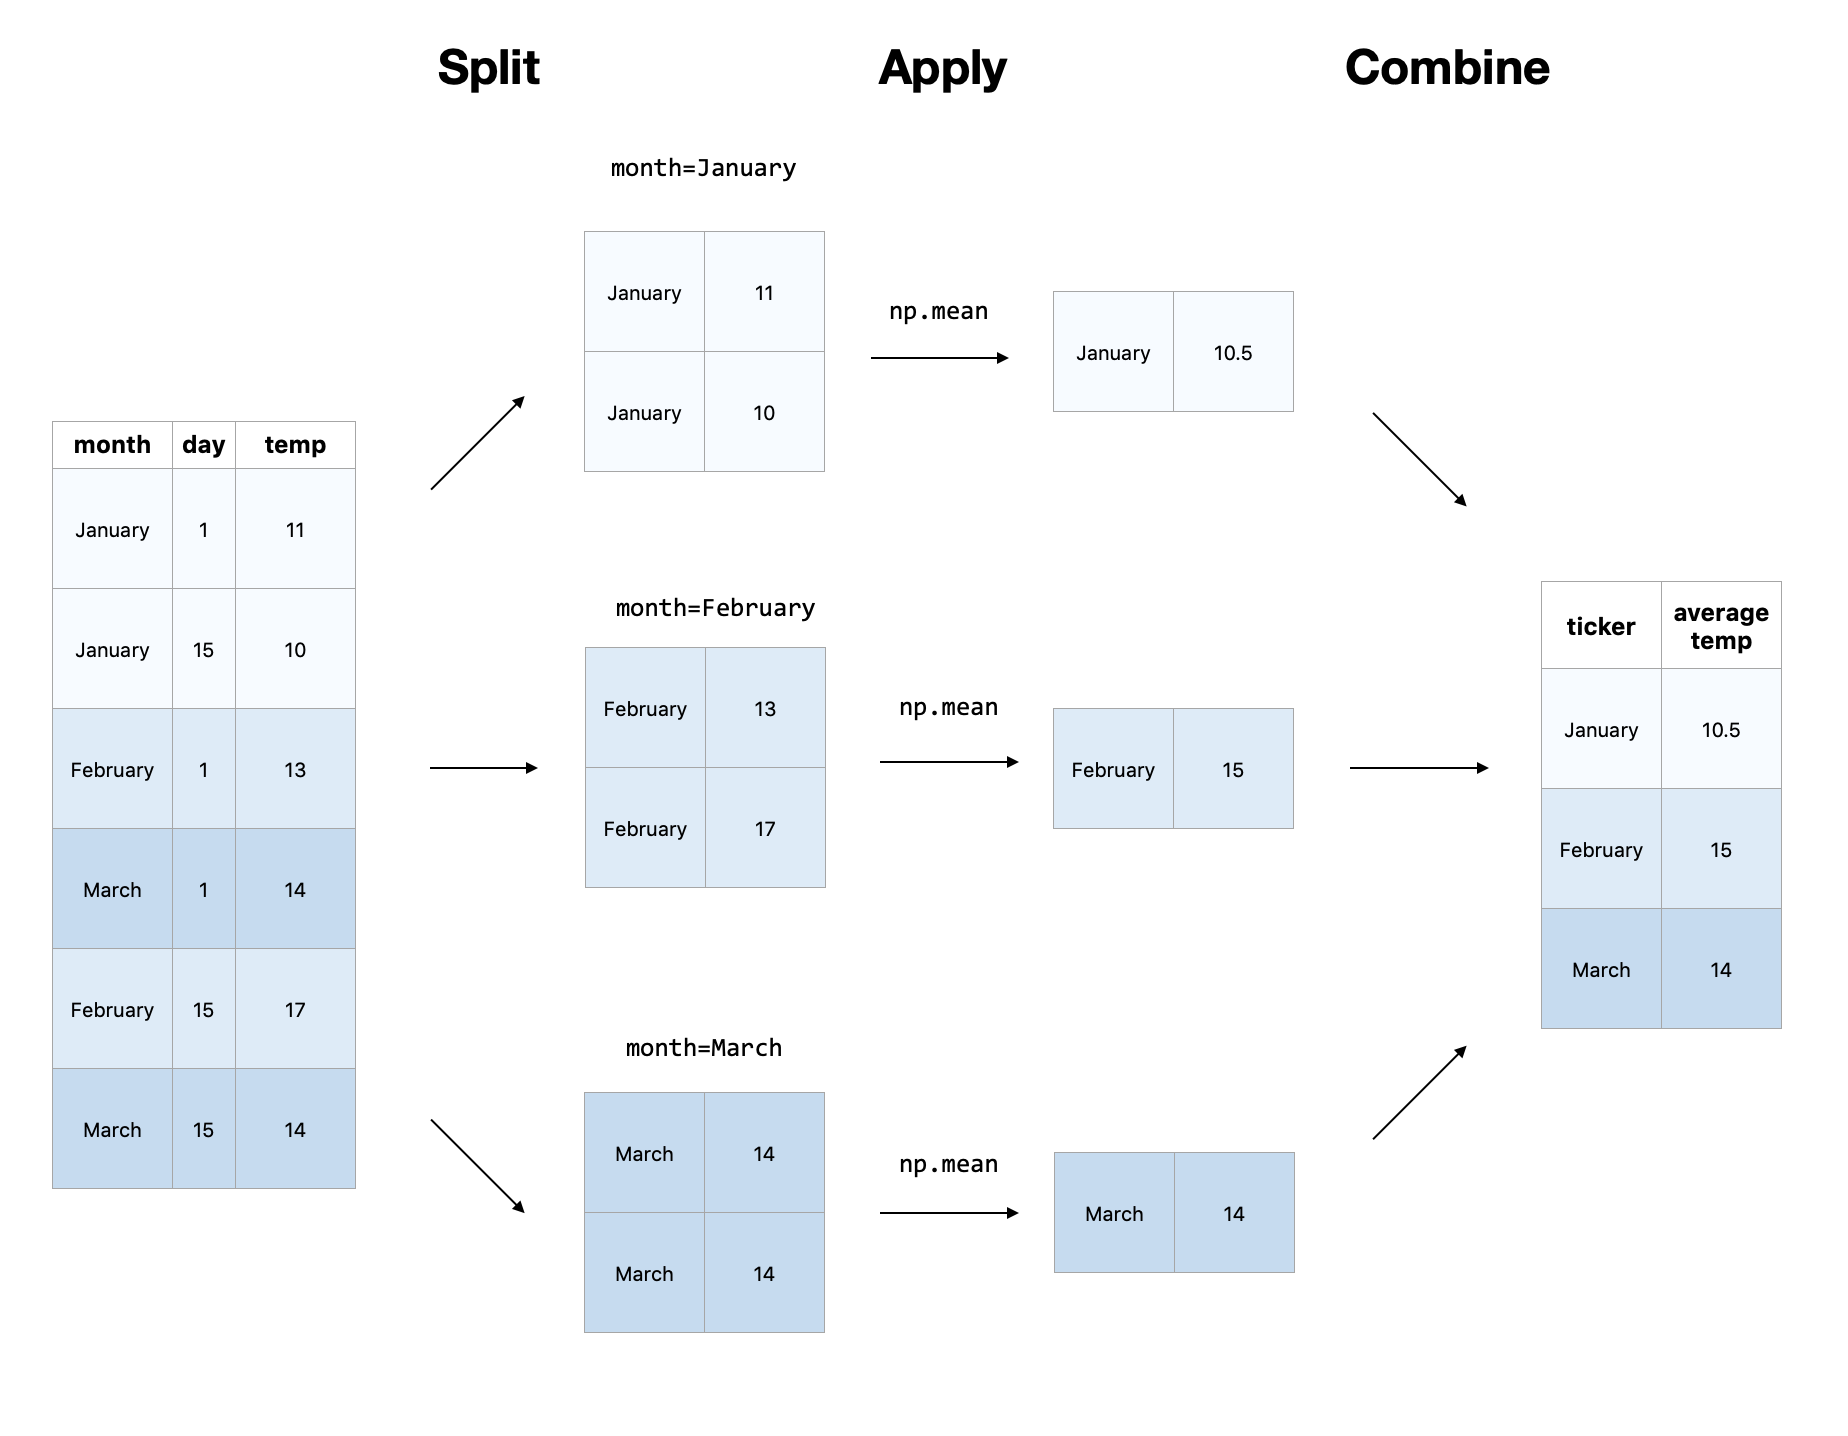 Split Apply Combine
month day temp
January 1 11
January 15 10
February 1 13
March 1 14
February 15 17
March 15 14
month=January
January 11
January 10
month=February
February 13
February 17
month=March
March 14
March 14
np.mean
January 10.5
np.mean
February 15
np.mean
March 14
ticker average
temp
January 10.5
February 15
March 14